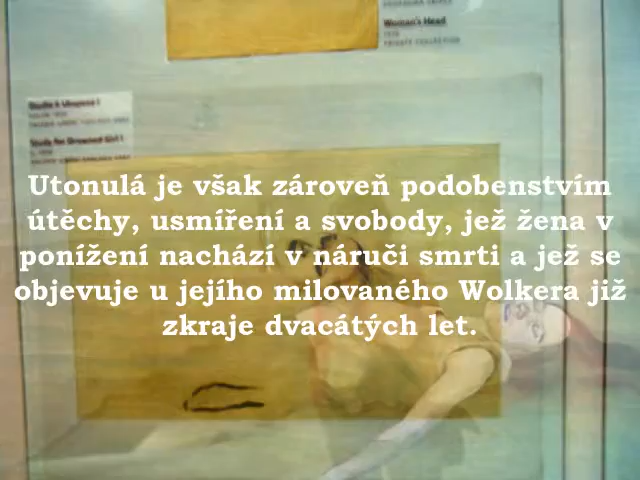 Woman's Head
Study for Drowned Girl I
Utonulá je však zároveň podobenstvím
útěchy, usmíření a svobody, jež žena v
ponížení nachází v náruči smrti a jež se
objevuje u jejího milovaného Wolkera již
zkraje dvacátých let.